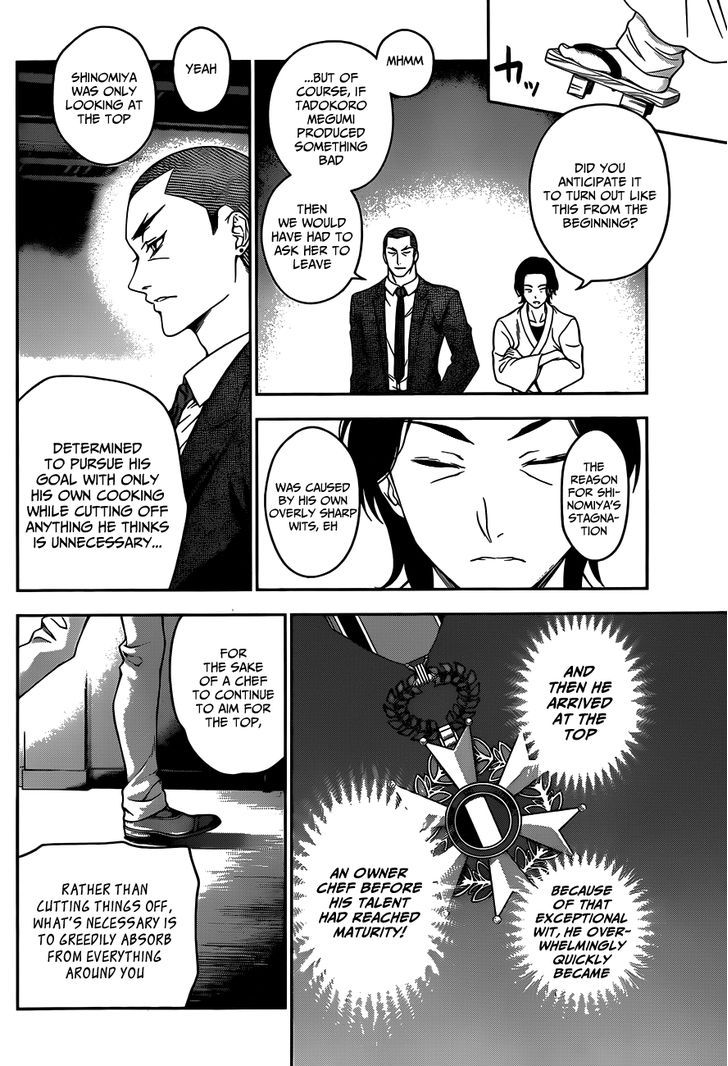 カッ
DID YOU
ANTICIPATE IT
TO TURN OUT LIKE
THIS FROM THE
BEGINNING?
MHMM
...BUT OF
COURSE, IF
TADOKORO
MEGUMI
PRODUCED
SOMETHING
BAD
THEN
WE WOULD
HAVE HAD TO
ASK HER TO
LEAVE
YEAH
SHINOMIYA
WAS ONLY
LOOKING AT
THE TOP
DETERMINED
TO PURSUE HIS
GOAL WITH ONLY
HIS OWN COOKING
WHILE CUTTING OFF
ANYTHING HE THINKS
IS UNNECESSARY...
THE
REASON
FOR SHI-
NOMIYA'S
STAGNA-
TION
WAS CAUSED
BY HIS OWN
OVERLY SHARP
WITS, EH
AND
THEN HE
ARRIVED
AT THE
TOP
BECAUSE
OF THAT
EXCEPTIONAL
WIT, HE OVER-
WHELMINGLY
QUICKLY
BECAME
AN OWNER
CHEF BEFORE
HIS TALENT
HAD REACHED
MATURITY!
FOR
THE SAKE
OF A CHEF
TO CONTINUE
TO AIM FOR
THE TOP,
RATHER THAN
CUTTING THINGS OFF,
WHAT'S NECESSARY IS
TO GREEDILY ABSORB
FROM EVERYTHING
AROUND YOU